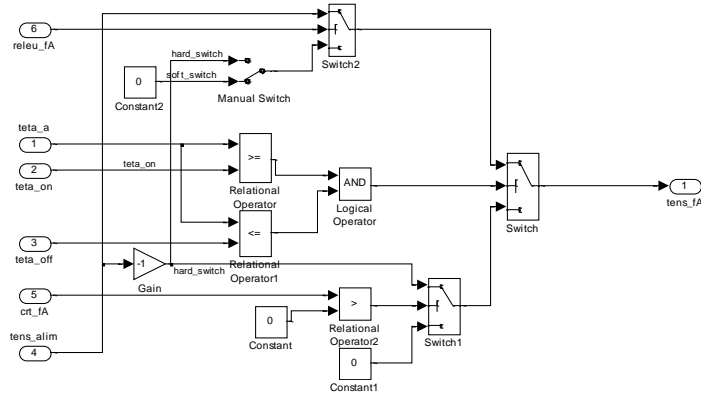 6
releu_fA
hard_switch
0
soft_switch
Constant2
Manual Switch
Switch2
teta_a
1
2
teta_on
teta_on
>=
Relational
Operator
AND
Logical
Operator
Switch
1
tens_fA
3
teta_off
<=
Relational
Operator1
-1
Gain
hard_switch
5
crt_fA
0
Constant
>
Relational
Operator2
Switch1
tens_alim
4
0
Constant1